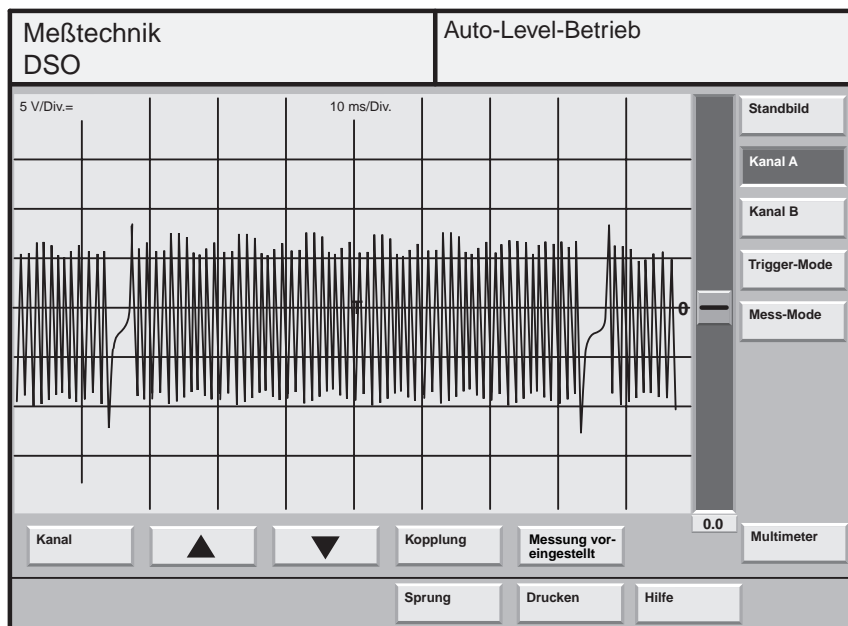 Meßtechnik
DSO
Auto-Level-Betrieb
5 V/Div.=
10 ms/Div.
T
0
0.0
Standbild
Kanal A
Kanal B
Trigger-Mode
Mess-Mode
Multimeter
Kanal
Kopplung
Messung vor-
eingestellt
Sprung
Drucken
Hilfe